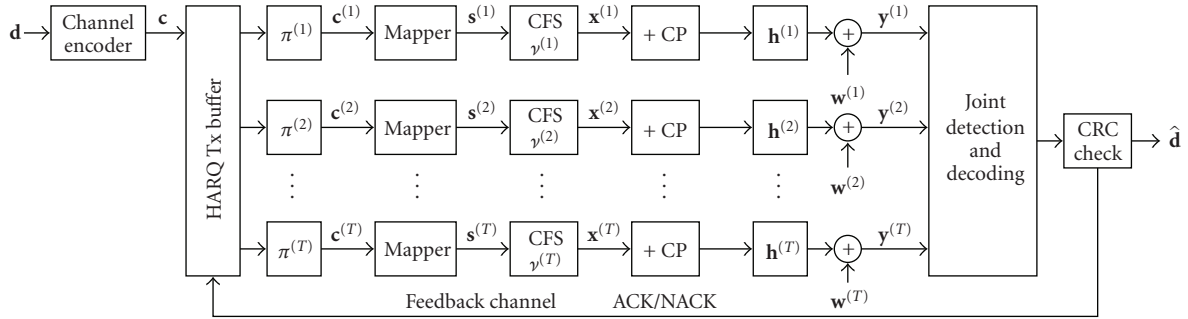 d
Channel
encoder
c
HARQ Tx buffer
π^(1)
c^(1)
Mapper
s^(1)
CFS
ν^(1)
x^(1)
+ CP
h^(1)
+
w^(1)
y^(1)
π^(2)
c^(2)
Mapper
s^(2)
CFS
ν^(2)
x^(2)
+ CP
h^(2)
+
w^(2)
y^(2)
⋮ ⋮ ⋮ ⋮ ⋮
π^(T)
c^(T)
Mapper
s^(T)
CFS
ν^(T)
x^(T)
+ CP
h^(T)
+
w^(T)
y^(T)
Joint
detection
and
decoding
CRC
check
d̂
Feedback channel ACK/NACK